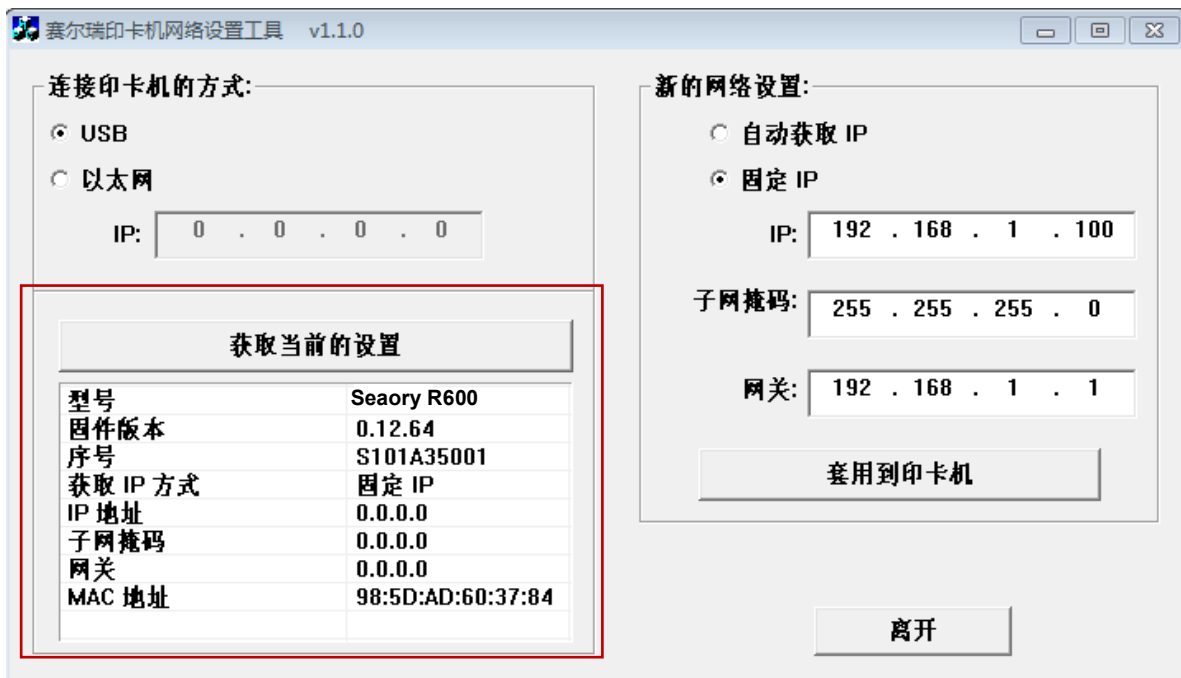 赛尔瑞印卡机网络设置工具 v1.1.0
连接印卡机的方式:
USB
以太网
IP: 0 . 0 . 0 . 0
获取当前的设置
型号 Seaory R600
固件版本 0.12.64
序号 S101A35001
获取 IP 方式 固定 IP
IP 地址 0.0.0.0
子网掩码 0.0.0.0
网关 0.0.0.0
MAC 地址 98:5D:AD:60:37:84
新的网络设置:
自动获取 IP
固定 IP
IP: 192 . 168 . 1 . 100
子网掩码: 255 . 255 . 255 . 0
网关: 192 . 168 . 1 . 1
套用到印卡机
离开